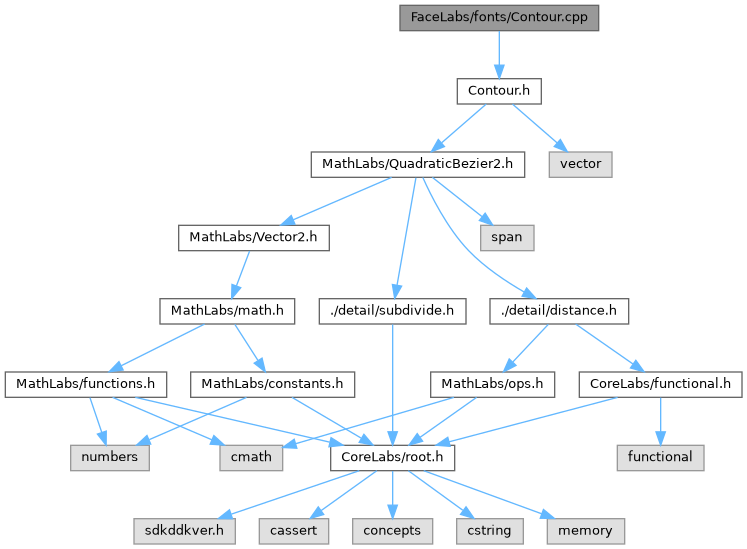 FaceLabs/fonts/Contour.cpp
Contour.h
MathLabs/QuadraticBezier2.h
vector
MathLabs/Vector2.h
span
MathLabs/math.h
./detail/subdivide.h
./detail/distance.h
MathLabs/functions.h
MathLabs/constants.h
MathLabs/ops.h
CoreLabs/functional.h
numbers
cmath
CoreLabs/root.h
functional
sdkddkver.h
cassert
concepts
cstring
memory